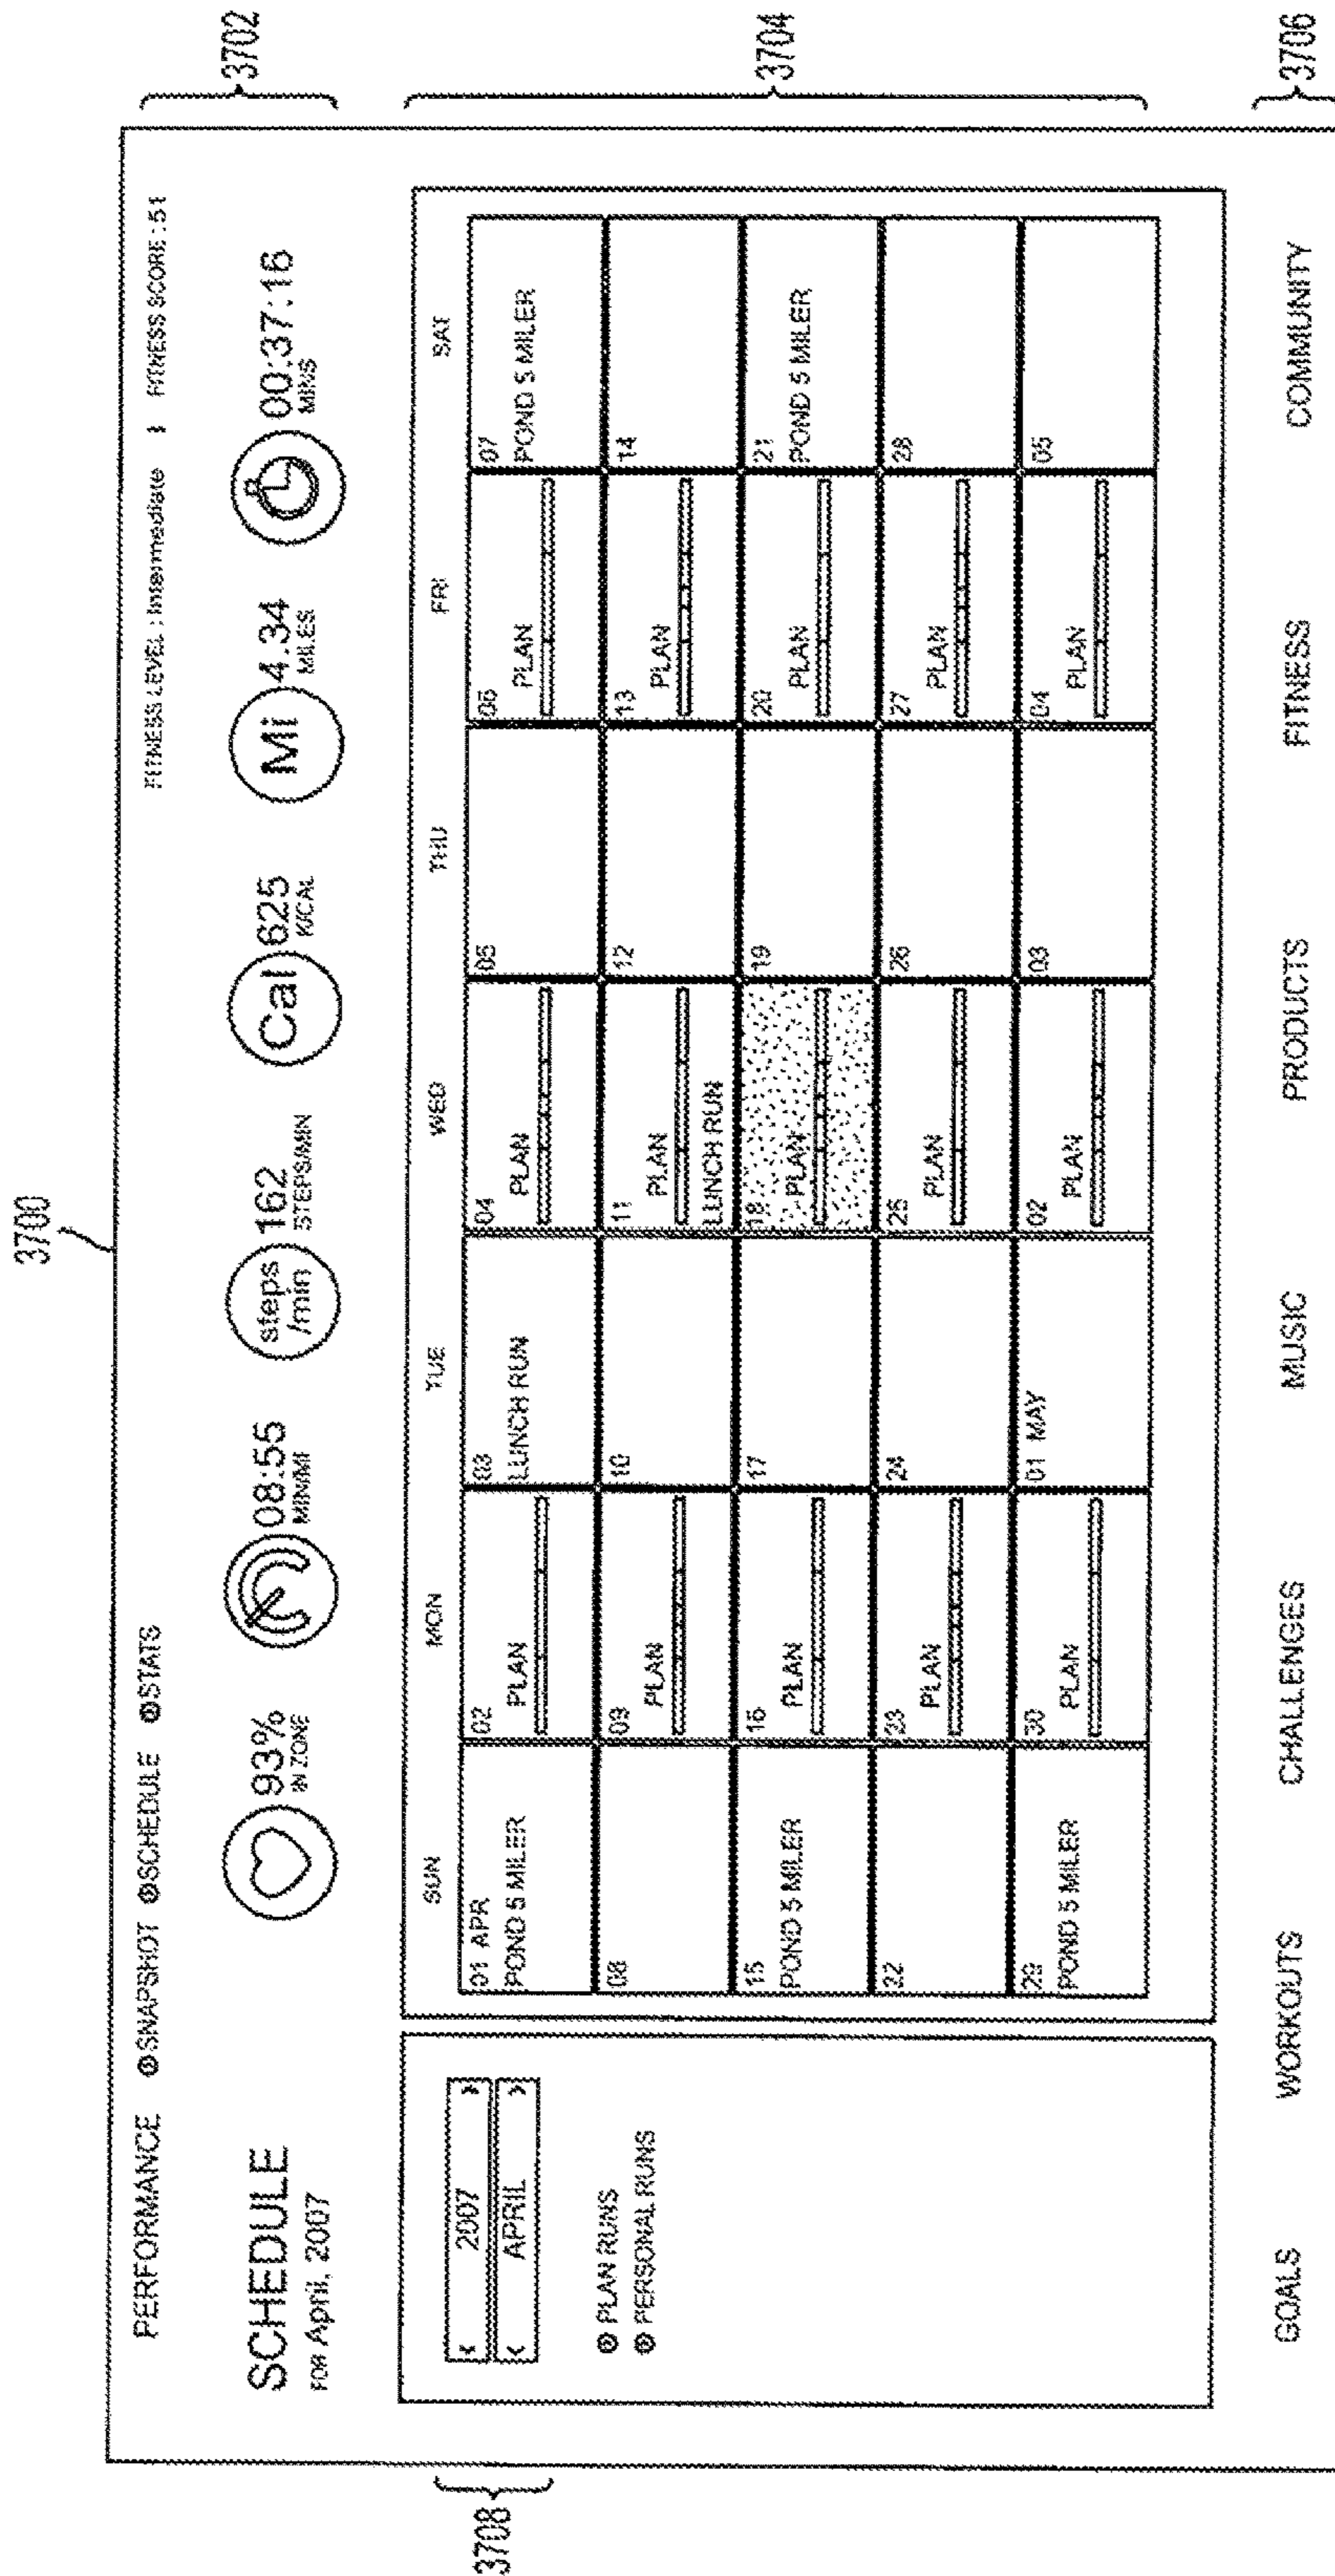 3700
PERFORMANCE SNAPSHOT SCHEDULE STATS
FITNESS LEVEL : Intermediate | FITNESS SCORE : 51
3702
SCHEDULE
FOR April, 2007
93%
IN ZONE
08:55
MIN/MI
steps
/min
162
STEPS/MIN
Cal
625
K/CAL
Mi
4.34
MILES
00:37:16
MINS
3708
< 2007 >
< APRIL >
PLAN RUNS
PERSONAL RUNS
3704
SUN MON TUE WED THU FRI SAT
01 APR 02 03 04 05 06 07
POND 5 MILER PLAN LUNCH RUN PLAN PLAN POND 5 MILER
08 09 10 11 12 13 14
PLAN PLAN PLAN
LUNCH RUN
15 16 17 18 19 20 21
POND 5 MILER PLAN PLAN PLAN POND 5 MILER
22 23 24 25 26 27 28
PLAN PLAN PLAN
29 30 01 MAY 02 03 04 05
POND 5 MILER PLAN PLAN PLAN
GOALS WORKOUTS CHALLENGES MUSIC PRODUCTS FITNESS COMMUNITY
3706